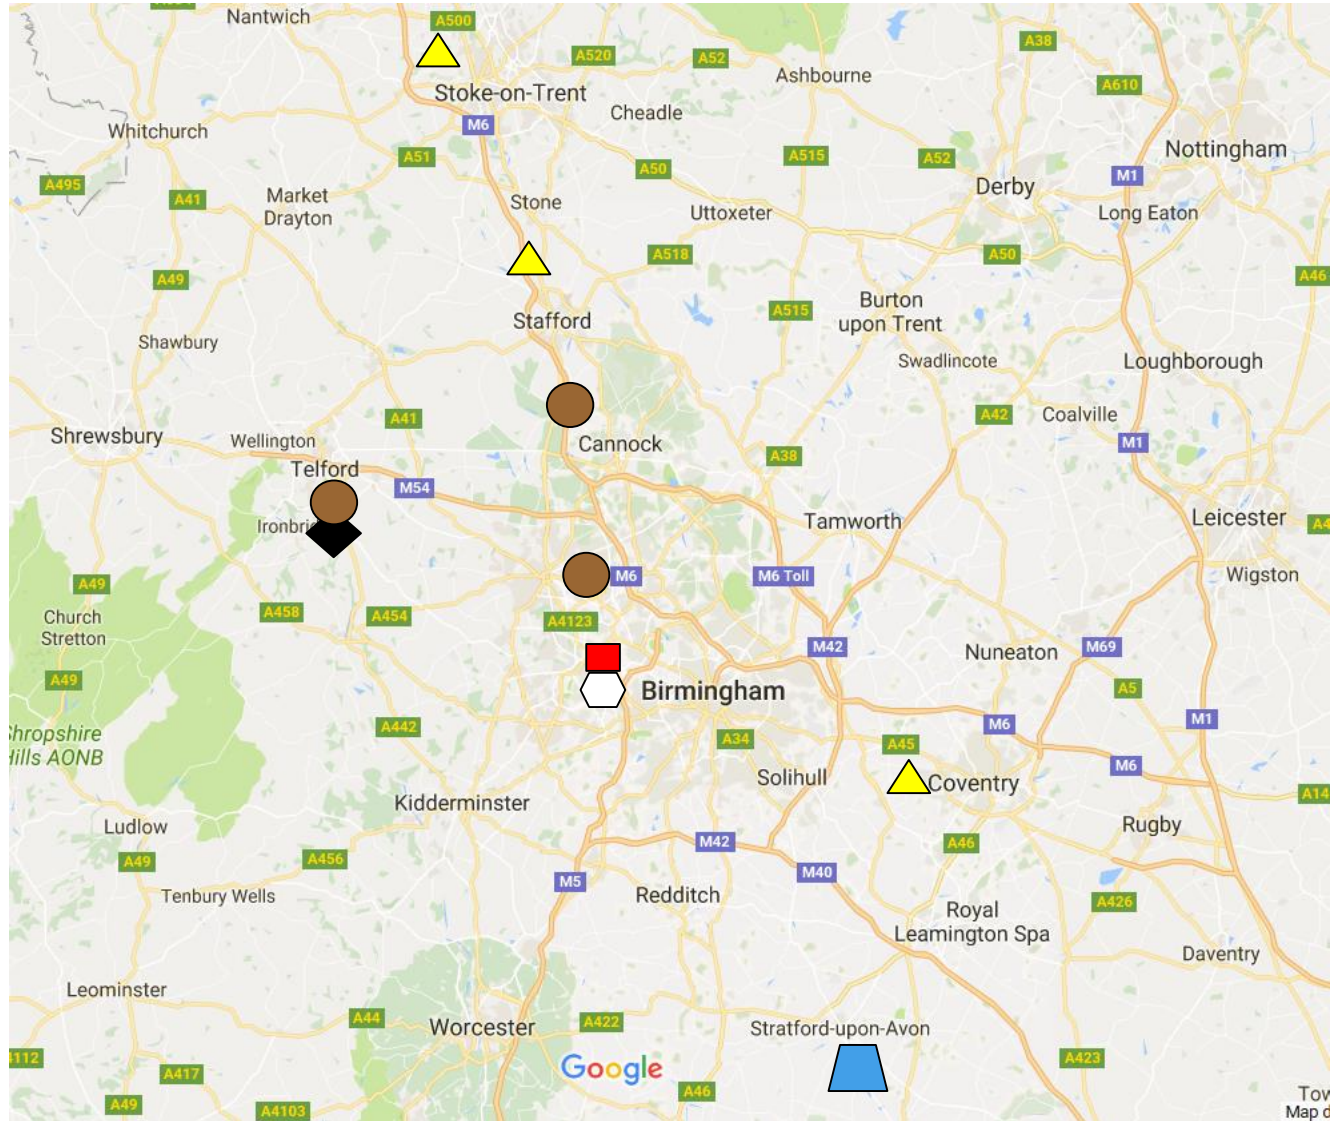 Nantwich
A500
A520
A52
A38
Ashbourne
A610
Stoke-on-Trent
Cheadle
M6
Whitchurch
A51
A50
A515
A52
Nottingham
M1
A495
A41
Market
Drayton
Stone
Uttoxeter
Derby
Long Eaton
A49
A518
A50
A46
A515
Burton
upon Trent
Stafford
Shawbury
Swadlincote
Loughborough
A41
A42
Coalville
Shrewsbury
Wellington
Cannock
M1
A38
Telford
M54
Tamworth
Leicester
M6
M6 Toll
Wigston
A49
A458
A454
A4123
Church
Stretton
M42
Nuneaton
M69
A49
A5
Birmingham
Shropshire
Hills AONB
A442
A34
A45
M6
M1
Solihull
Coventry
M6
A14
Kidderminster
Ludlow
A49
A456
M42
A46
Rugby
M5
M40
Tenbury Wells
Redditch
A426
Royal
Leamington Spa
Daventry
Leominster
A44
Worcester
A422
Stratford-upon-Avon
4112
A417
Google
A423
A49
A4103
A46
Map d